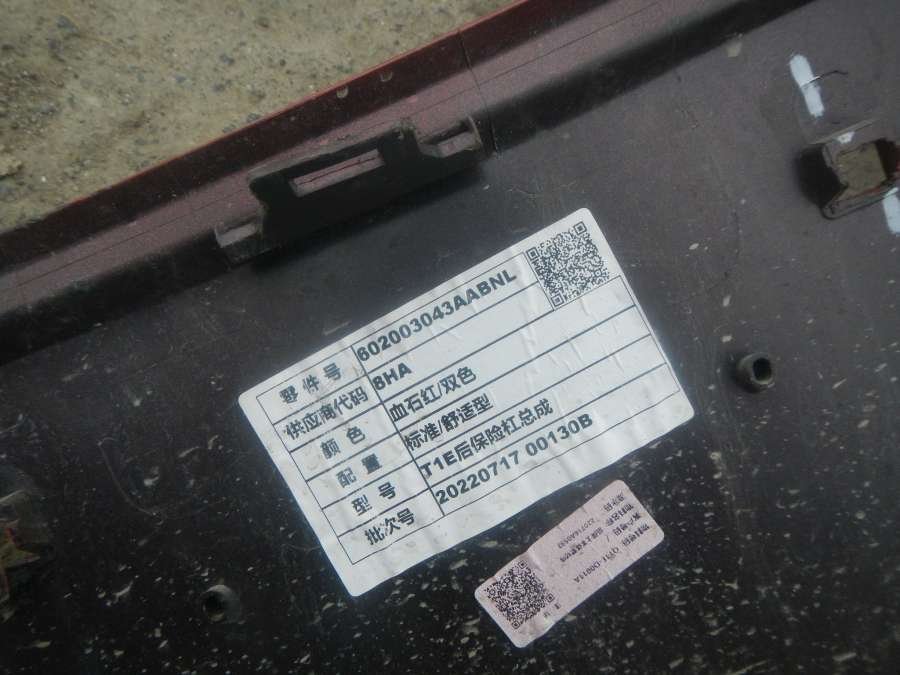 零件号 602003043AABNL
供应商代码 8HA
颜色 血石红/双色
配置 标准/舒适型
型号 T1E后保险杠总成
批次号 20220717 00130B